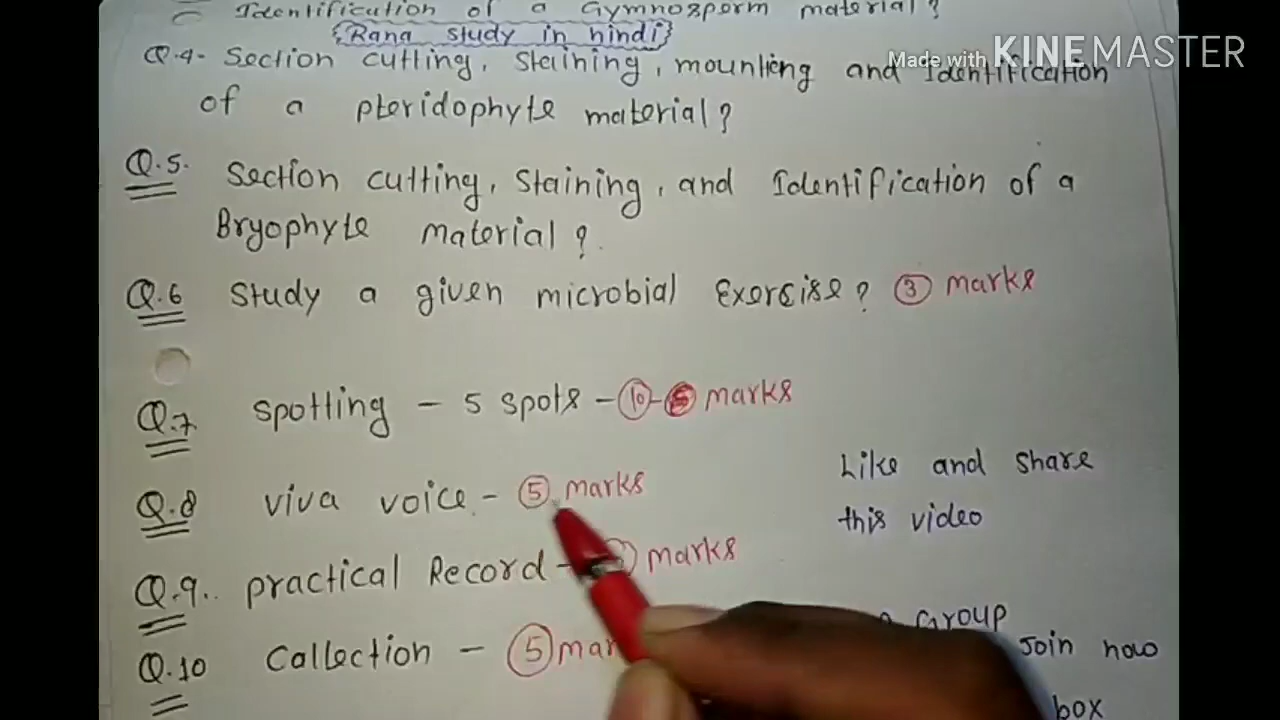 Identification of a Gymnosperm material?
Rana study in hindi
Made with KINEMASTER
Q.4- Section cutting, Staining, mounting and Identification
of a pteridophyte material?
Q.5. Section cutting, Staining, and Identification of a
Bryophyte material?
Q.6 Study a given microbial Exercise? 3 marks
Q.7 Spotting - 5 spots - 10 - 5 marks
Q.8 viva voice - 5 marks
Like and share
this video
Q.9.. practical Record - marks
Q.10 Collection - 5 mar
Group
Join now
box